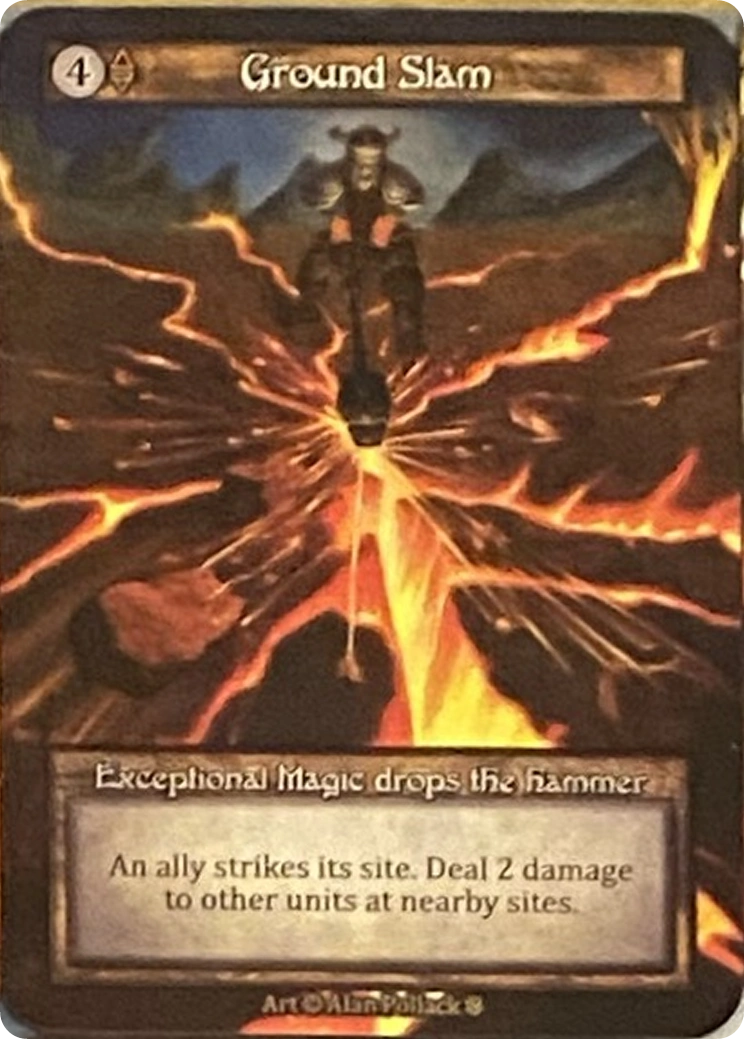 4 Ground Slam
Exceptional Magic drops the hammer
An ally strikes its site. Deal 2 damage
to other units at nearby sites.
Art © Alan Pollack